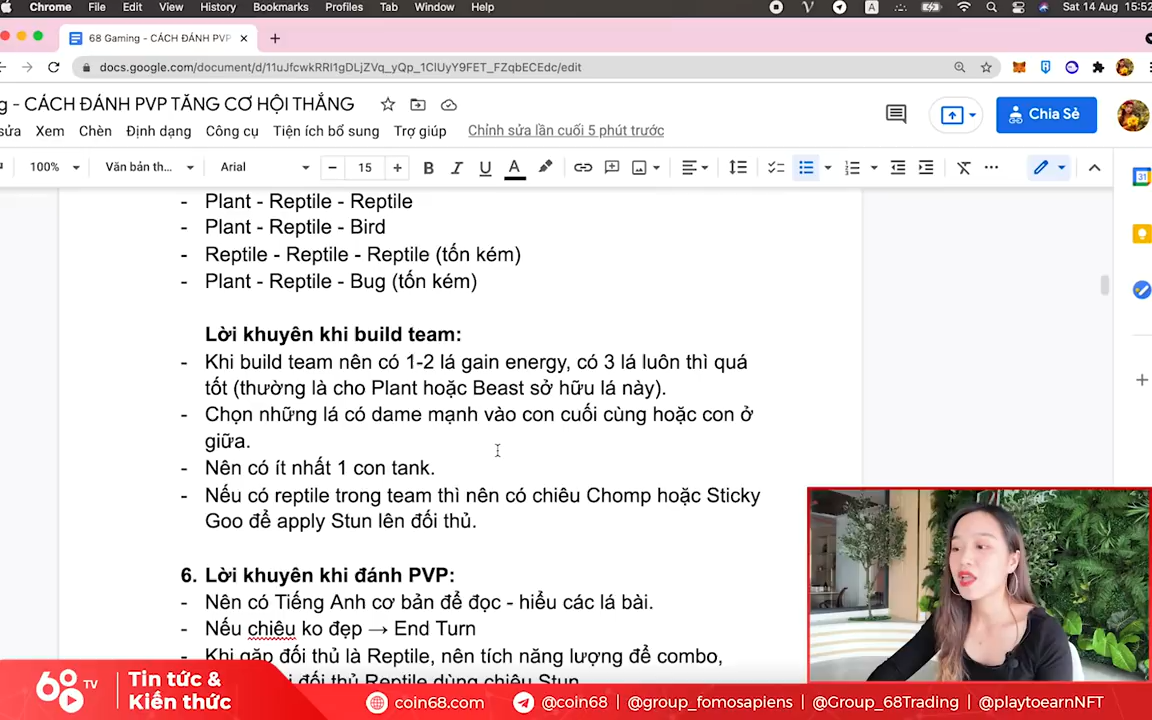 Chrome File Edit View History Bookmarks Profiles Tab Window Help Sat 14 Aug 15:52
68 Gaming - CÁCH ĐÁNH PVP
docs.google.com/document/d/11uJfcwkRRl1gDLjZVq_yQp_1ClUyY9FET_FZqbECEdc/edit
g - CÁCH ĐÁNH PVP TĂNG CƠ HỘI THẮNG
sửa Xem Chèn Định dạng Công cụ Tiện ích bổ sung Trợ giúp Chỉnh sửa lần cuối 5 phút trước
Chia Sẻ
100% Văn bản th... Arial 15 B I U A
31
- Plant - Reptile - Reptile
- Plant - Reptile - Bird
- Reptile - Reptile - Reptile (tốn kém)
- Plant - Reptile - Bug (tốn kém)
Lời khuyên khi build team:
- Khi build team nên có 1-2 lá gain energy, có 3 lá luôn thì quá
tốt (thường là cho Plant hoặc Beast sở hữu lá này).
- Chọn những lá có dame mạnh vào con cuối cùng hoặc con ở
giữa.
- Nên có ít nhất 1 con tank.
- Nếu có reptile trong team thì nên có chiêu Chomp hoặc Sticky
Goo để apply Stun lên đối thủ.
6. Lời khuyên khi đánh PVP:
- Nên có Tiếng Anh cơ bản để đọc - hiểu các lá bài.
- Nếu chiêu ko đẹp → End Turn
- Khi gặp đối thủ là Reptile, nên tích năng lượng để combo,
đối thủ Reptile dùng chiêu Stun
68 TV
Tin tức &
Kiến thức
coin68.com @coin68 @group_fomosapiens @Group_68Trading @playtoearnNFT